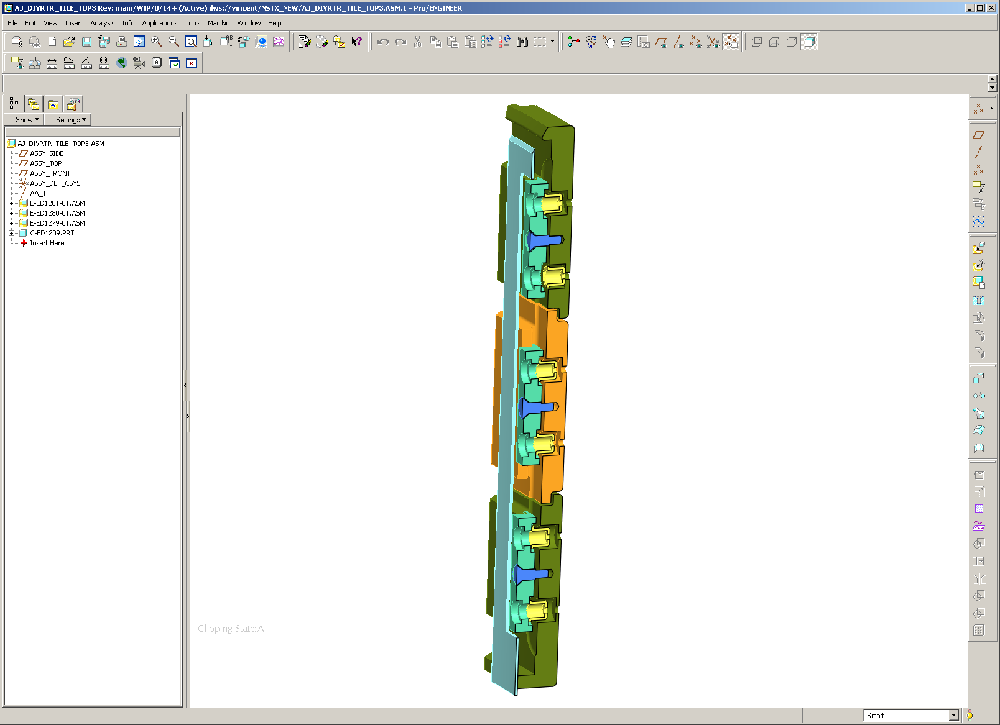 AJ_DIVRTR_TILE_TOP3 Rev: main/WIP/0/14+ (Active) ilws://vincent/NSTX_NEW/AJ_DIVRTR_TILE_TOP3.ASM.1 - Pro/ENGINEER
File Edit View Insert Analysis Info Applications Tools Manikin Window Help
Show Settings
AJ_DIVRTR_TILE_TOP3.ASM
ASSY_SIDE
ASSY_TOP
ASSY_FRONT
ASSY_DEF_CSYS
AA_1
E-ED1281-01.ASM
E-ED1280-01.ASM
E-ED1279-01.ASM
C-ED1209.PRT
Insert Here
Clipping State:A
Smart